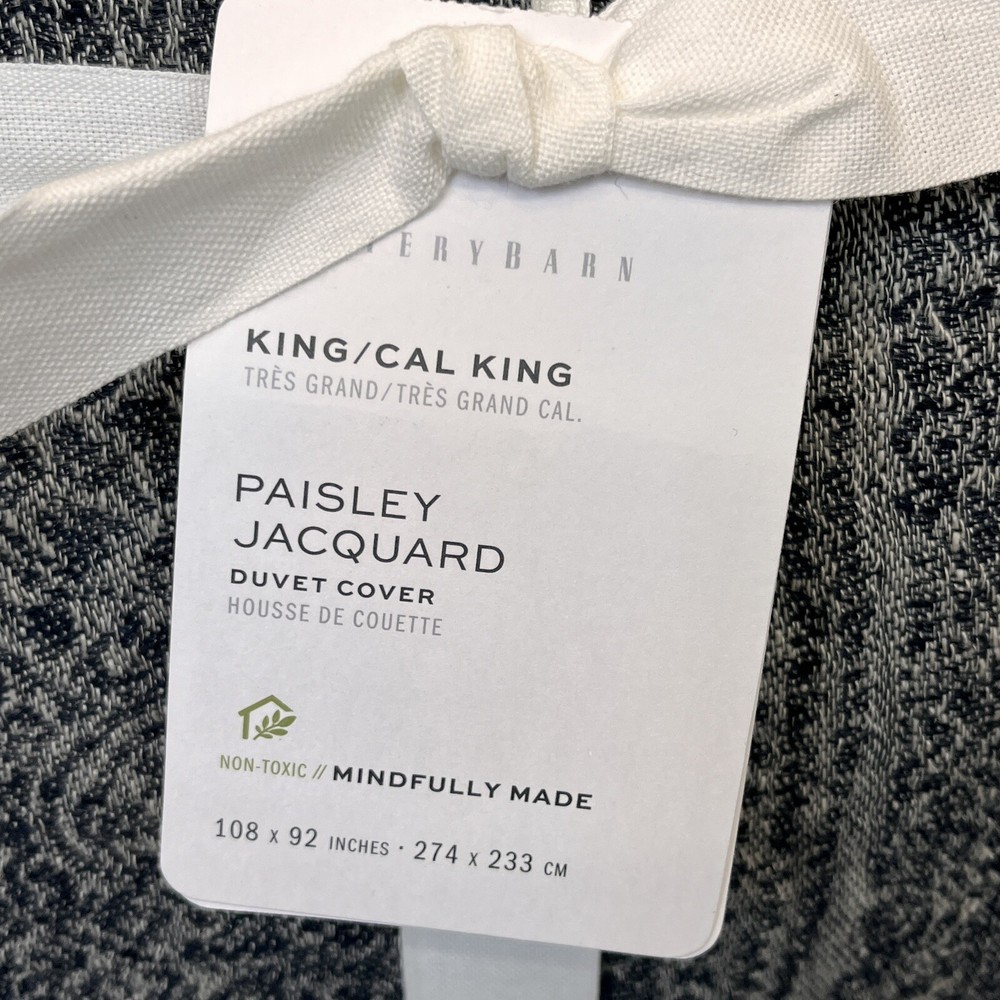 ERYBARN
KING/CAL KING
TRÈS GRAND/TRÈS GRAND CAL.
PAISLEY
JACQUARD
DUVET COVER
HOUSSE DE COUETTE
NON-TOXIC // MINDFULLY MADE
108 x 92 INCHES · 274 x 233 CM